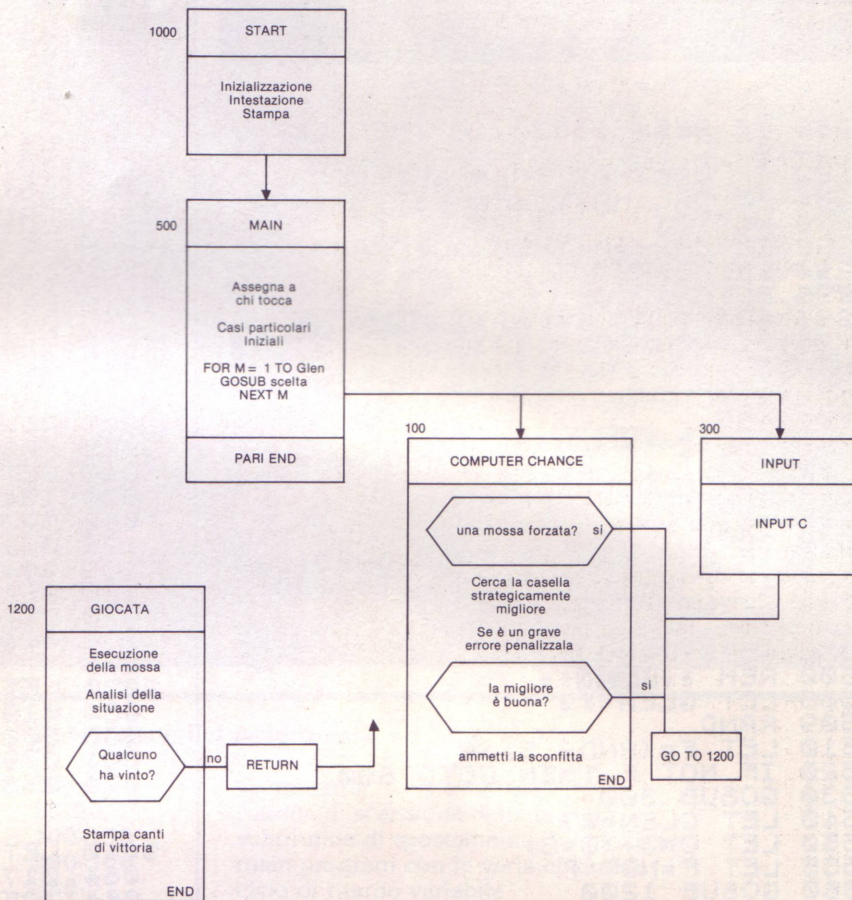 1000
START
Inizializzazione
Intestazione
Stampa
500
MAIN
Assegna a
chi tocca
Casi particolari
Iniziali
FOR M = 1 TO Glen
GOSUB scelta
NEXT M
PARI END
100
COMPUTER CHANCE
una mossa forzata? si
Cerca la casella
strategicamente
migliore
Se è un grave
errore penalizzala
la migliore
è buona?
si
ammetti la sconfitta
END
300
INPUT
INPUT C
GO TO 1200
1200
GIOCATA
Esecuzione
della mossa
Analisi della
situazione
Qualcuno
ha vinto?
no
RETURN
Stampa canti
di vittoria
END